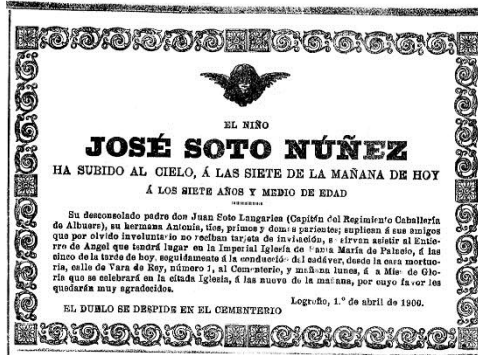 EL NIÑO
JOSÉ SOTO NÚÑEZ
HA SUBIDO AL CIELO, Á LAS SIETE DE LA MAÑANA DE HOY
Á LOS SIETE AÑOS Y MEDIO DE EDAD
Su desconsolado padre don Juan Soto Langarica (Capitán del Regimiento Caballería
de Albuera), su hermana Antonia, tíos, primos y demás parientes; suplican á sus amigos
que por olvido involuntario no reciban tarjeta de invitación, se sirvan asistir al Entie-
rro de Angel que tendrá lugar en la Imperial Iglesia de Santa María de Palacio, á las
cinco de la tarde de hoy, seguidamente á la conducción del cadáver, desde la casa mortuo-
ria, calle de Vara de Rey, número 1, al Cementerio, y mañana lunes, á la Misa de Glo-
ria que se celebrará en la citada Iglesia, á las nueve de la mañana, por cuyo favor les
quedarán muy agradecidos.
Logroño, 1.º de abril de 1900.
EL DUELO SE DESPIDE EN EL CEMENTERIO